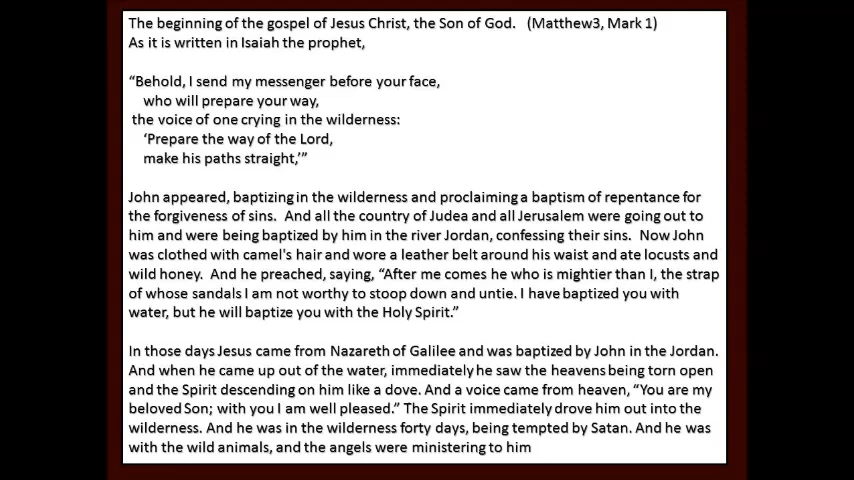 The beginning of the gospel of Jesus Christ, the Son of God.   (Matthew3, Mark 1)
As it is written in Isaiah the prophet,
“Behold, I send my messenger before your face,
who will prepare your way,
the voice of one crying in the wilderness:
‘Prepare the way of the Lord,
make his paths straight,’”
John appeared, baptizing in the wilderness and proclaiming a baptism of repentance for
the forgiveness of sins.  And all the country of Judea and all Jerusalem were going out to
him and were being baptized by him in the river Jordan, confessing their sins.  Now John
was clothed with camel's hair and wore a leather belt around his waist and ate locusts and
wild honey.  And he preached, saying, “After me comes he who is mightier than I, the strap
of whose sandals I am not worthy to stoop down and untie. I have baptized you with
water, but he will baptize you with the Holy Spirit.”
In those days Jesus came from Nazareth of Galilee and was baptized by John in the Jordan.
And when he came up out of the water, immediately he saw the heavens being torn open
and the Spirit descending on him like a dove. And a voice came from heaven, “You are my
beloved Son; with you I am well pleased.” The Spirit immediately drove him out into the
wilderness. And he was in the wilderness forty days, being tempted by Satan. And he was
with the wild animals, and the angels were ministering to him